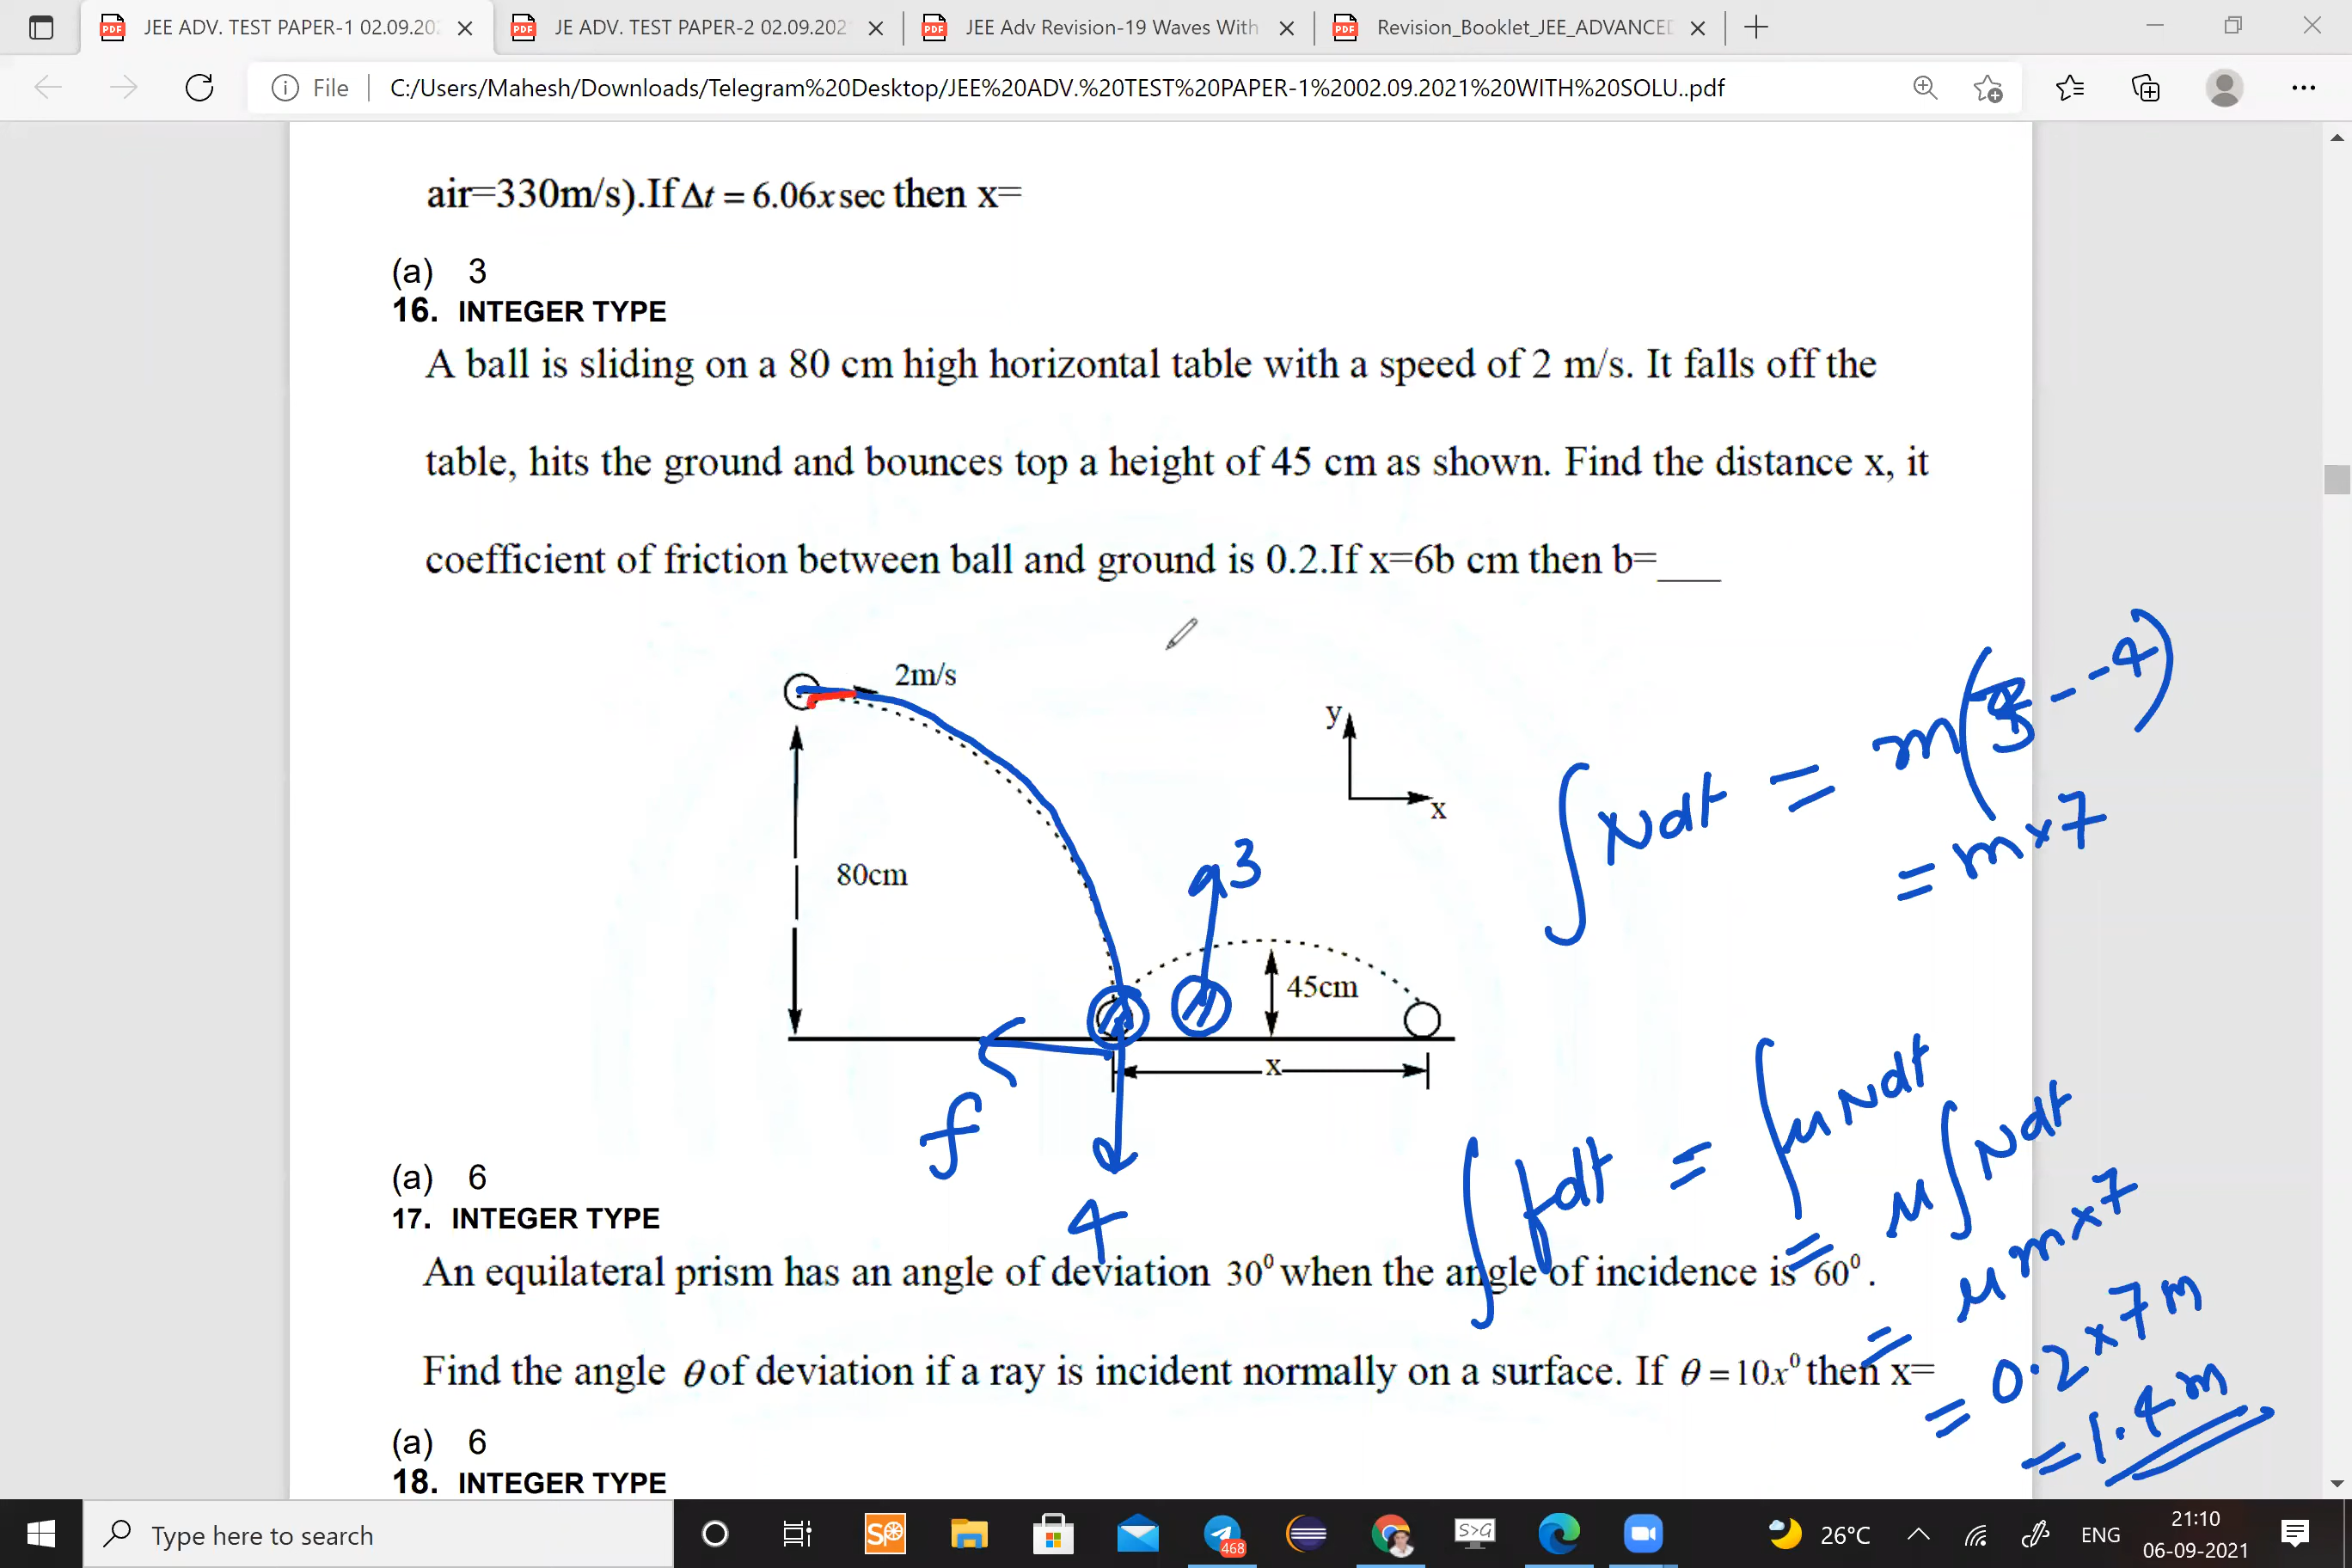 JEE ADV. TEST PAPER-1 02.09.202
JE ADV. TEST PAPER-2 02.09.202
JEE Adv Revision-19 Waves With
Revision_Booklet_JEE_ADVANCED
File
C:/Users/Mahesh/Downloads/Telegram%20Desktop/JEE%20ADV.%20TEST%20PAPER-1%2002.09.2021%20WITH%20SOLU..pdf
air=330m/s).If Δt = 6.06x sec then x=
(a) 3
16. INTEGER TYPE
A ball is sliding on a 80 cm high horizontal table with a speed of 2 m/s. It falls off the
table, hits the ground and bounces top a height of 45 cm as shown. Find the distance x, it
coefficient of friction between ball and ground is 0.2.If x=6b cm then b=____
2m/s
y
x
80cm
3
45cm
x
f
4
∫Ndt = m(3--4)
= m×7
∫fdt = ∫μNdt
= μ∫Ndt
= μm×7
= 0.2×7m
= 1.4m
(a) 6
17. INTEGER TYPE
An equilateral prism has an angle of deviation 30⁰ when the angle of incidence is 60⁰ .
Find the angle θ of deviation if a ray is incident normally on a surface. If θ = 10x⁰ then x=
(a) 6
18. INTEGER TYPE
Type here to search
S>G
468
26°C
ENG
21:10
06-09-2021